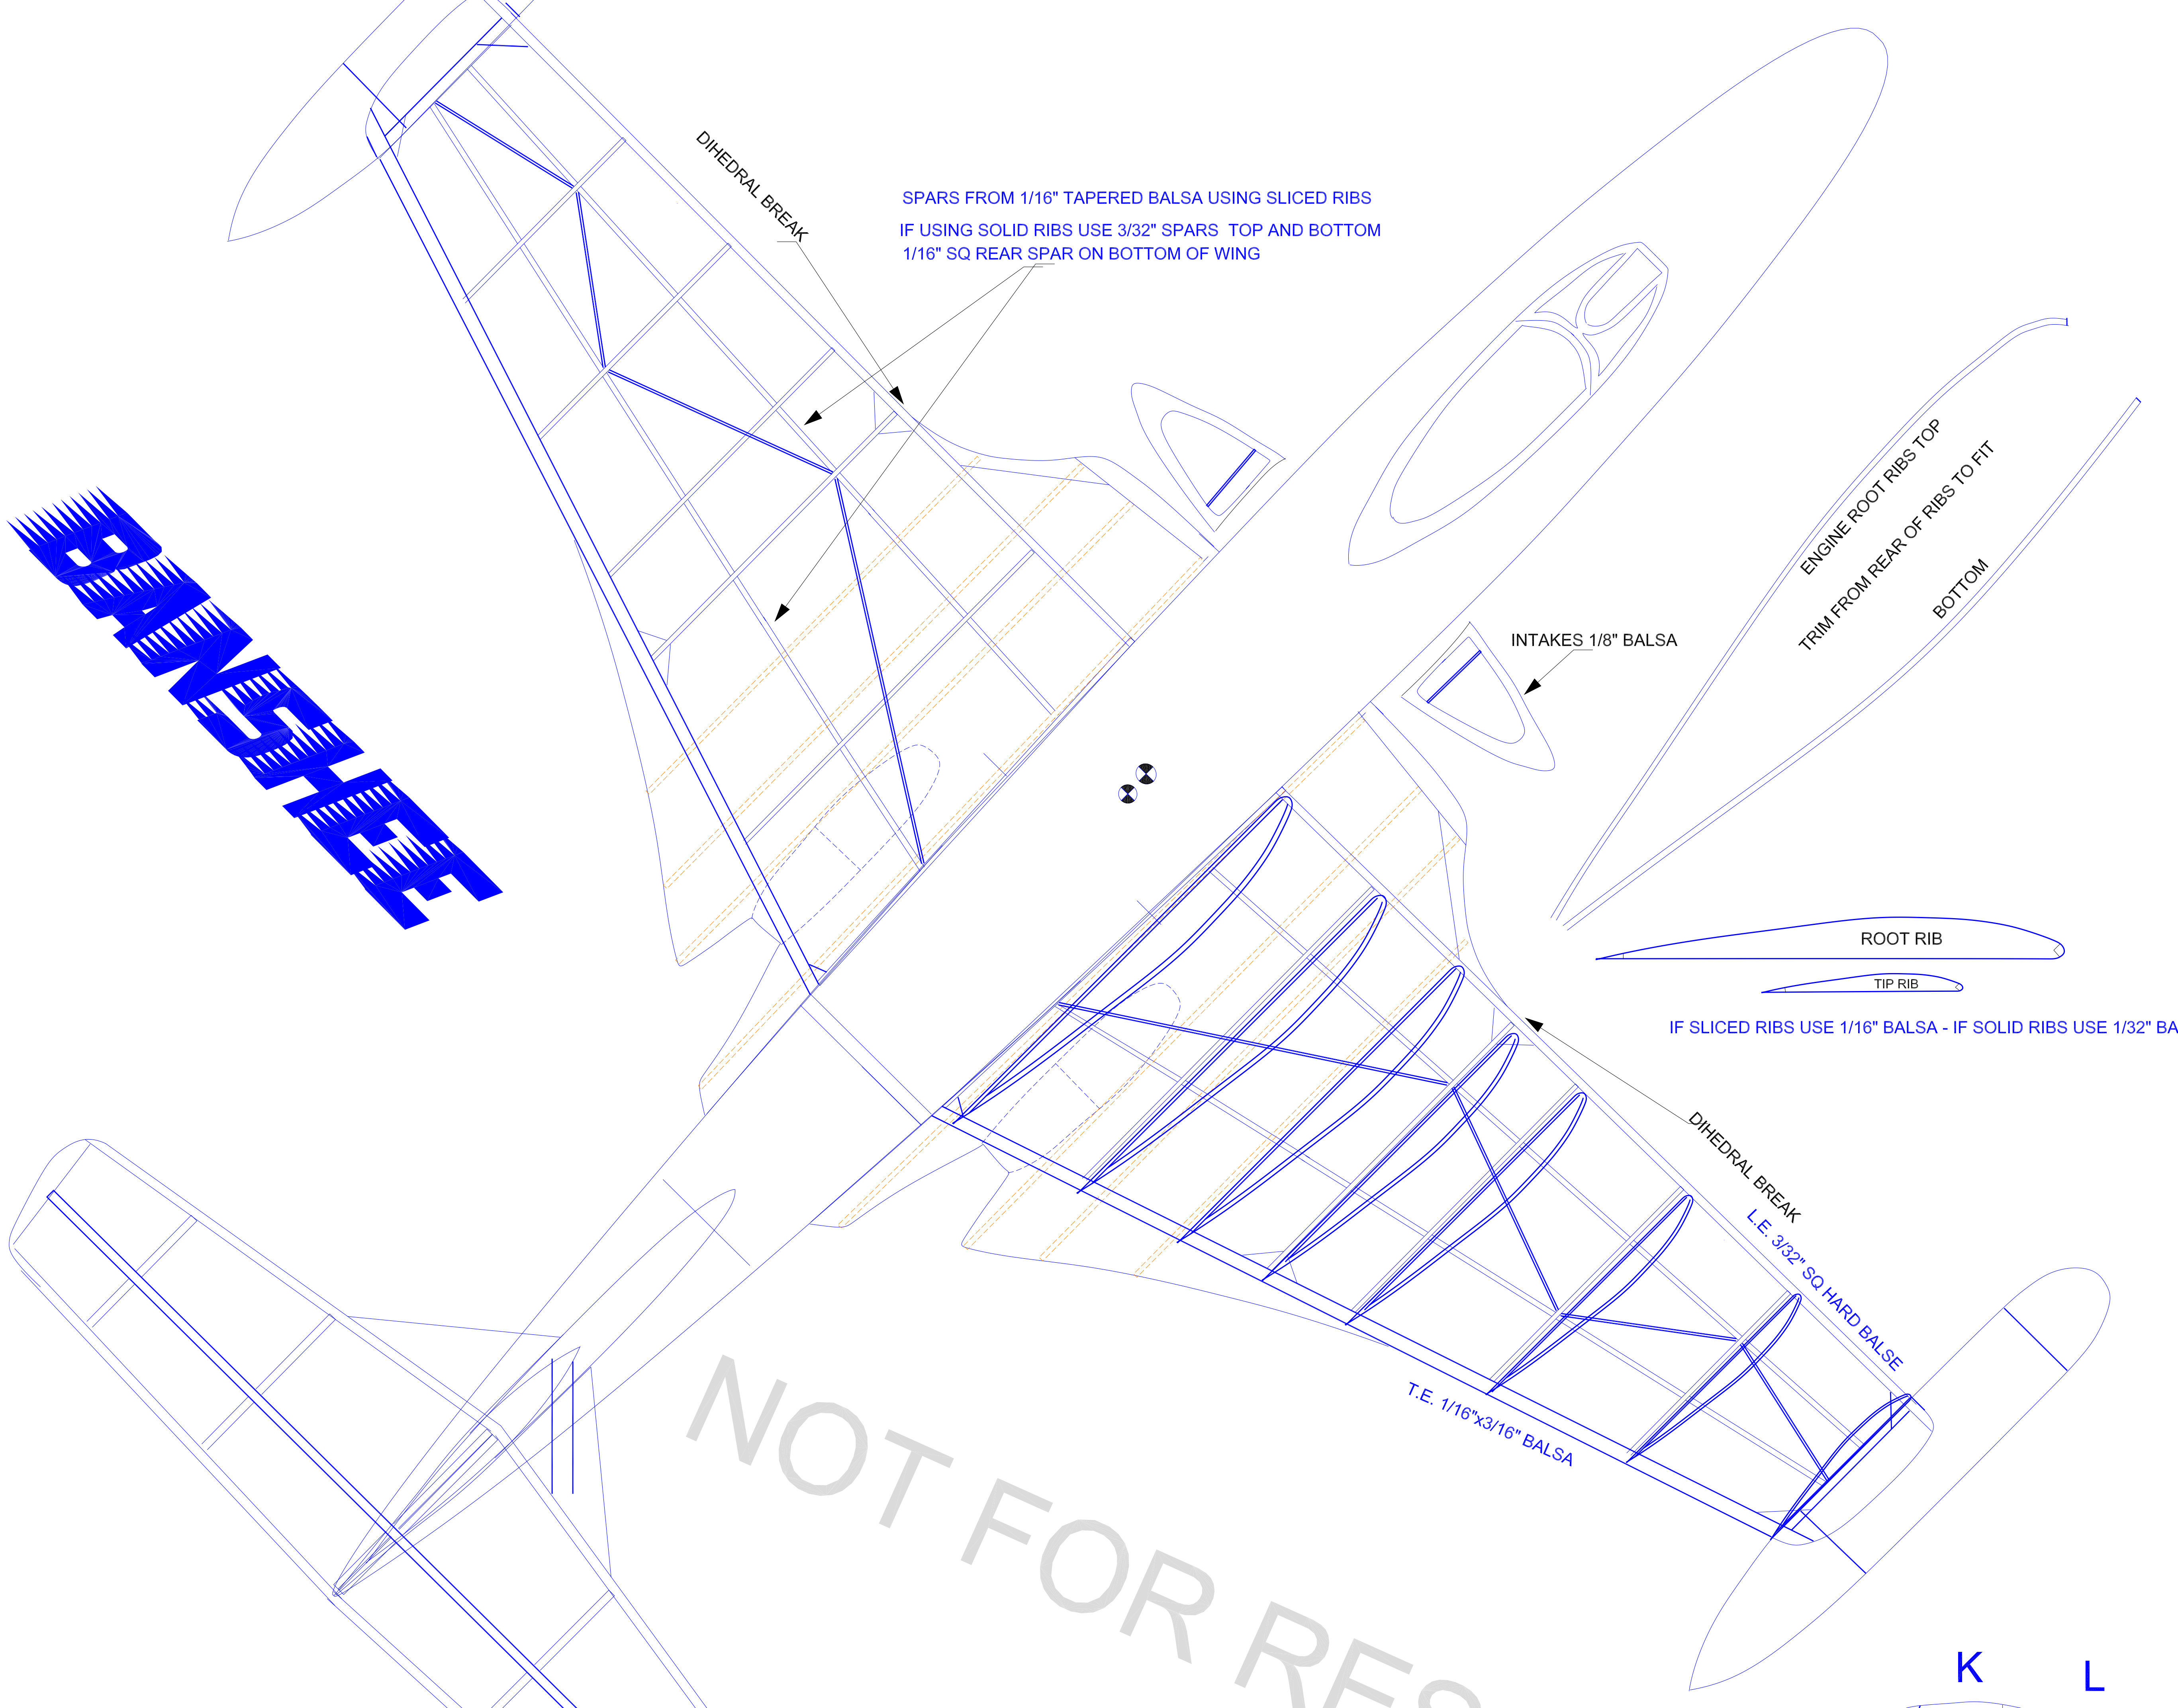 DIHEDRAL BREAK
SPARS FROM 1/16" TAPERED BALSA USING SLICED RIBS
IF USING SOLID RIBS USE 3/32" SPARS TOP AND BOTTOM
1/16" SQ REAR SPAR ON BOTTOM OF WING
BANSHEE
ENGINE ROOT RIBS TOP
TRIM FROM REAR OF RIBS TO FIT
BOTTOM
1
INTAKES 1/8" BALSA
ROOT RIB
TIP RIB
IF SLICED RIBS USE 1/16" BALSA - IF SOLID RIBS USE 1/32" BA
DIHEDRAL BREAK
L.E. 3/32" SQ HARD BALSE
T.E. 1/16"x3/16" BALSA
NOT FOR RES
K
L